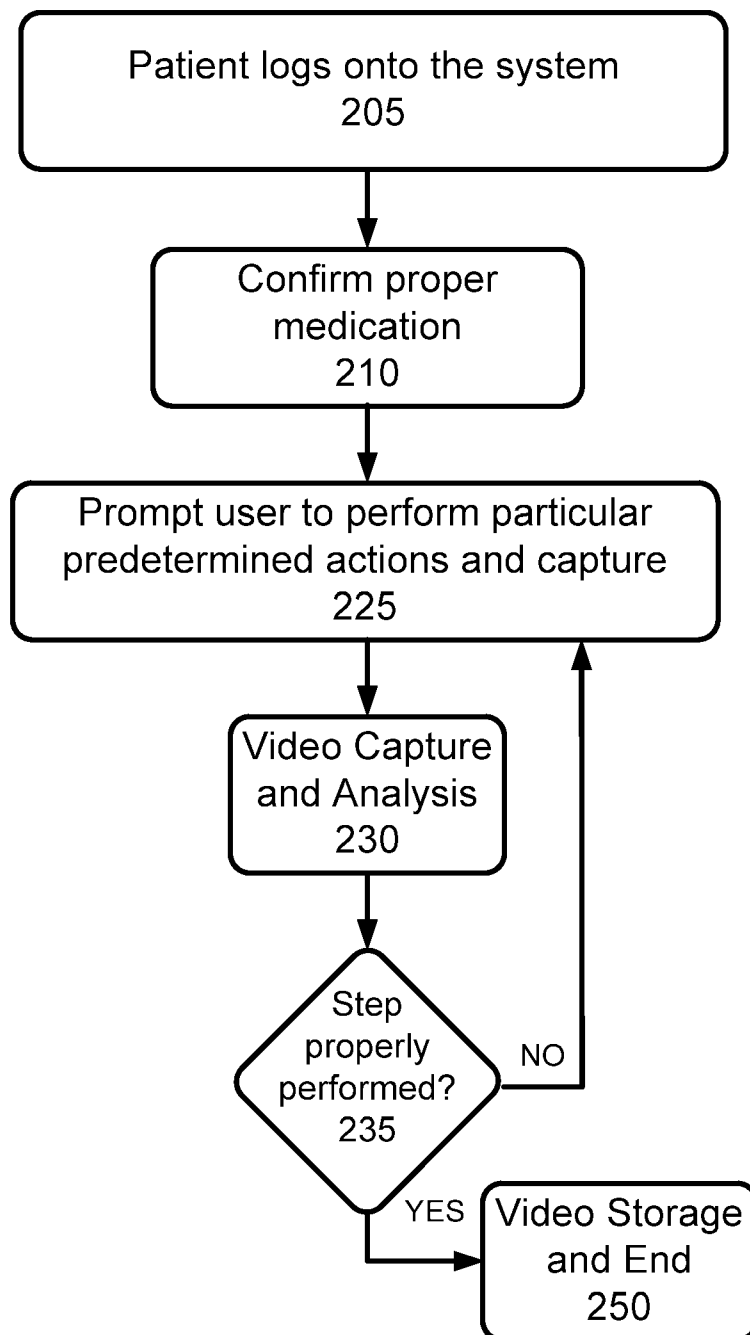 Patient logs onto the system
205
Confirm proper
medication
210
Prompt user to perform particular
predetermined actions and capture
225
Video Capture
and Analysis
230
Step
properly
performed?
235
NO
YES
Video Storage
and End
250